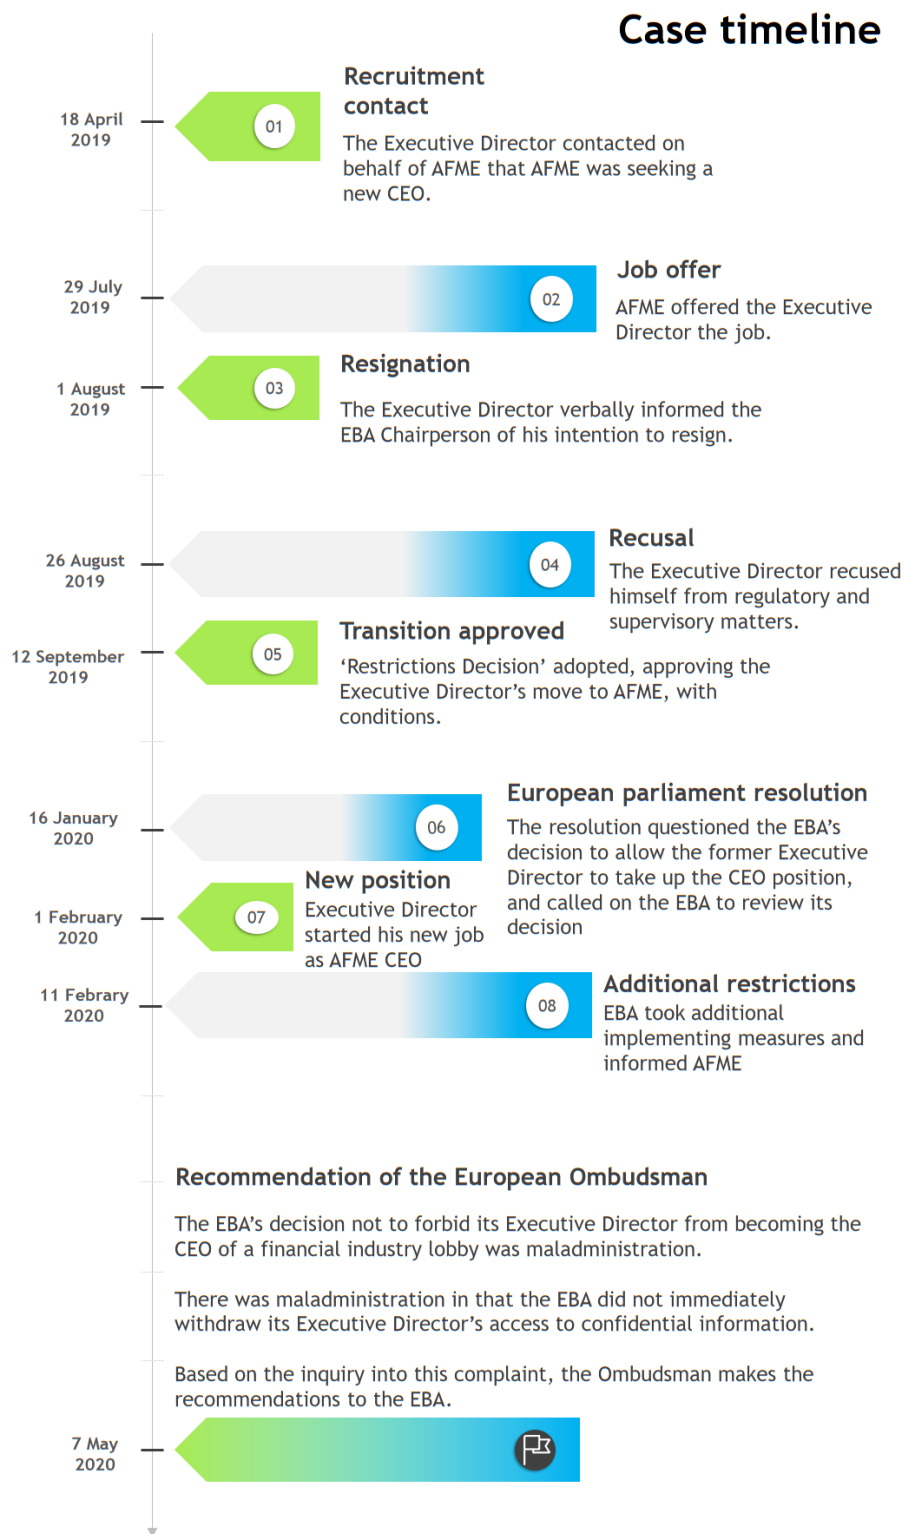 Case timeline
18 April
2019
01
Recruitment
contact
The Executive Director contacted on
behalf of AFME that AFME was seeking a
new CEO.
29 July
2019
02
Job offer
AFME offered the Executive
Director the job.
1 August
2019
03
Resignation
The Executive Director verbally informed the
EBA Chairperson of his intention to resign.
26 August
2019
04
Recusal
The Executive Director recused
himself from regulatory and
supervisory matters.
12 September
2019
05
Transition approved
‘Restrictions Decision’ adopted, approving the
Executive Director’s move to AFME, with
conditions.
16 January
2020
06
European parliament resolution
The resolution questioned the EBA’s
decision to allow the former Executive
Director to take up the CEO position,
and called on the EBA to review its
decision
1 February
2020
07
New position
Executive Director
started his new job
as AFME CEO
11 Febrary
2020
08
Additional restrictions
EBA took additional
implementing measures and
informed AFME
Recommendation of the European Ombudsman
The EBA’s decision not to forbid its Executive Director from becoming the
CEO of a financial industry lobby was maladministration.
There was maladministration in that the EBA did not immediately
withdraw its Executive Director’s access to confidential information.
Based on the inquiry into this complaint, the Ombudsman makes the
recommendations to the EBA.
7 May
2020